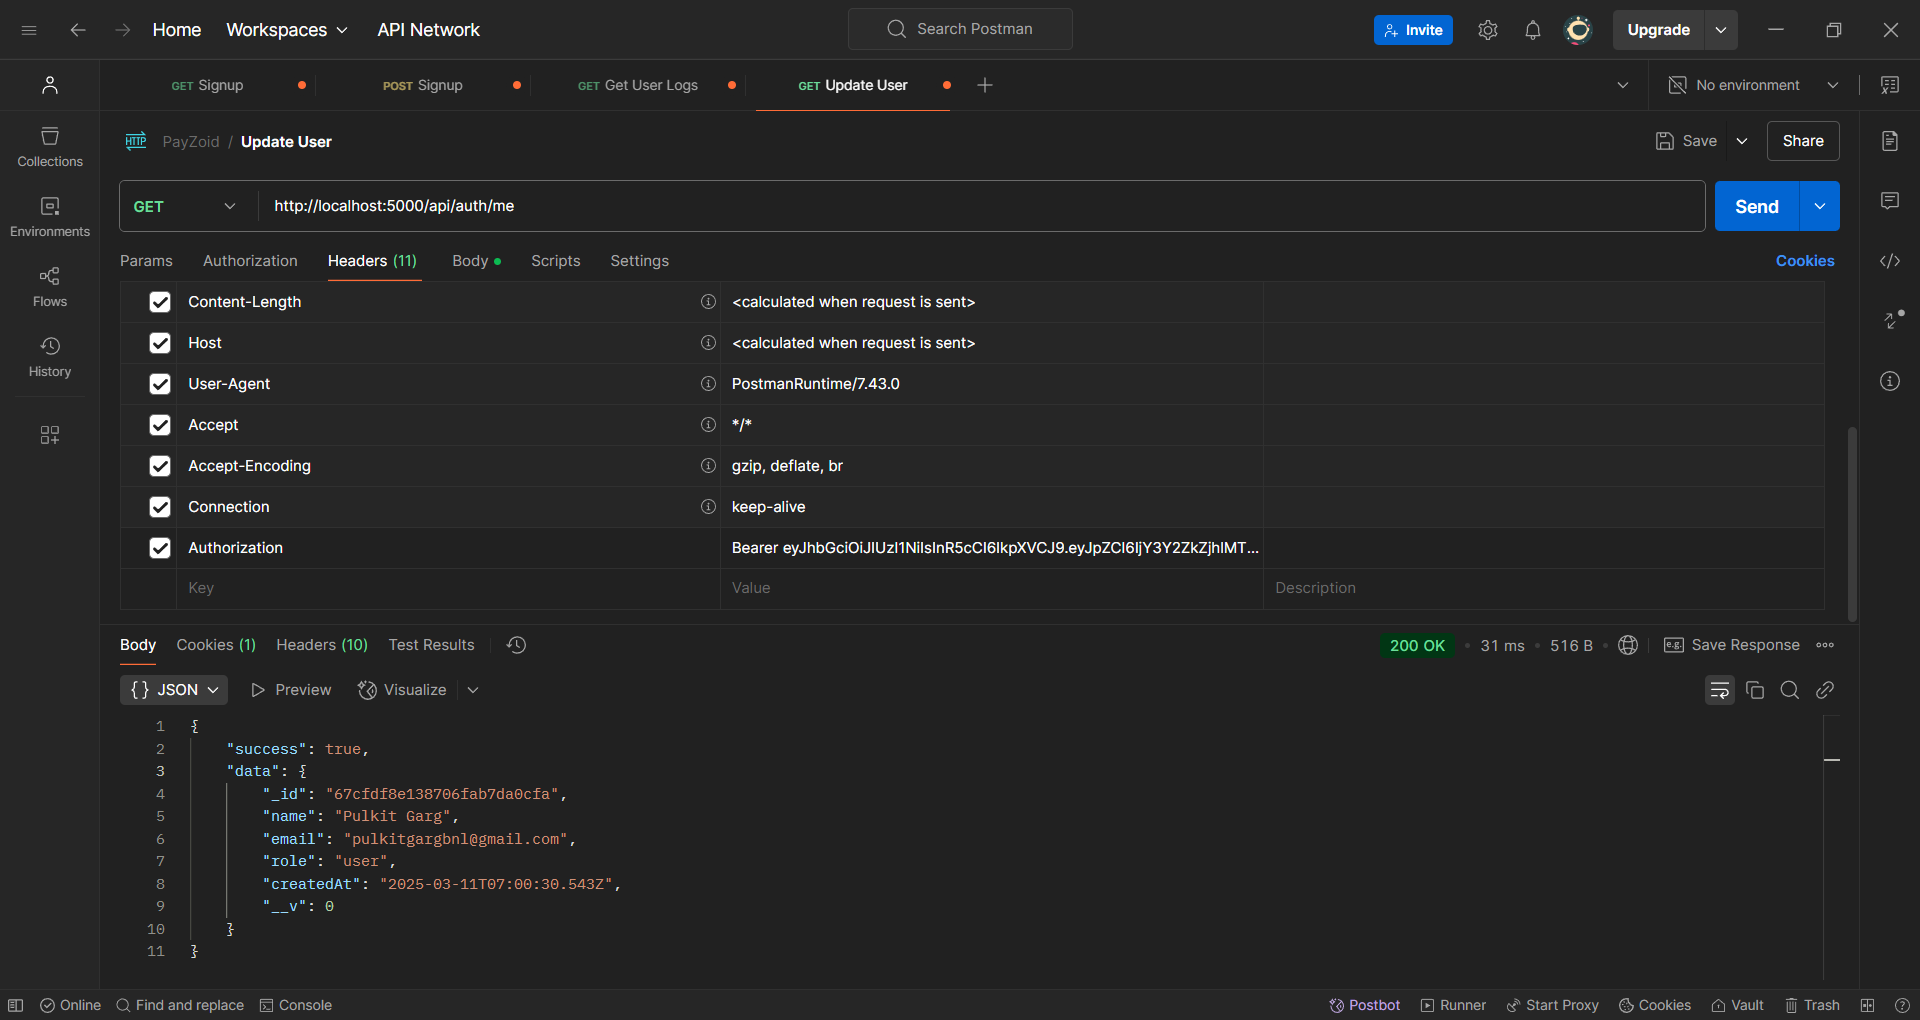 Home Workspaces API Network Search Postman Invite Upgrade
GET Signup POST Signup GET Get User Logs GET Update User No environment
HTTP PayZoid / Update User Save Share
Collections
GET http://localhost:5000/api/auth/me Send
Environments
Params Authorization Headers (11) Body Scripts Settings Cookies
Flows
History
Content-Length <calculated when request is sent>
Host <calculated when request is sent>
User-Agent PostmanRuntime/7.43.0
Accept */*
Accept-Encoding gzip, deflate, br
Connection keep-alive
Authorization Bearer eyJhbGciOiJIUzI1NiIsInR5cCI6IkpXVCJ9.eyJpZCI6IjY3Y2ZkZjhlMT...
Key Value Description
Body Cookies (1) Headers (10) Test Results 200 OK • 31 ms • 516 B • e.g. Save Response
{} JSON Preview Visualize
1 {
2 "success": true,
3 "data": {
4 "_id": "67cfdf8e138706fab7da0cfa",
5 "name": "Pulkit Garg",
6 "email": "pulkitgargbnl@gmail.com",
7 "role": "user",
8 "createdAt": "2025-03-11T07:00:30.543Z",
9 "__v": 0
10 }
11 }
Online Find and replace Console Postbot Runner Start Proxy Cookies Vault Trash